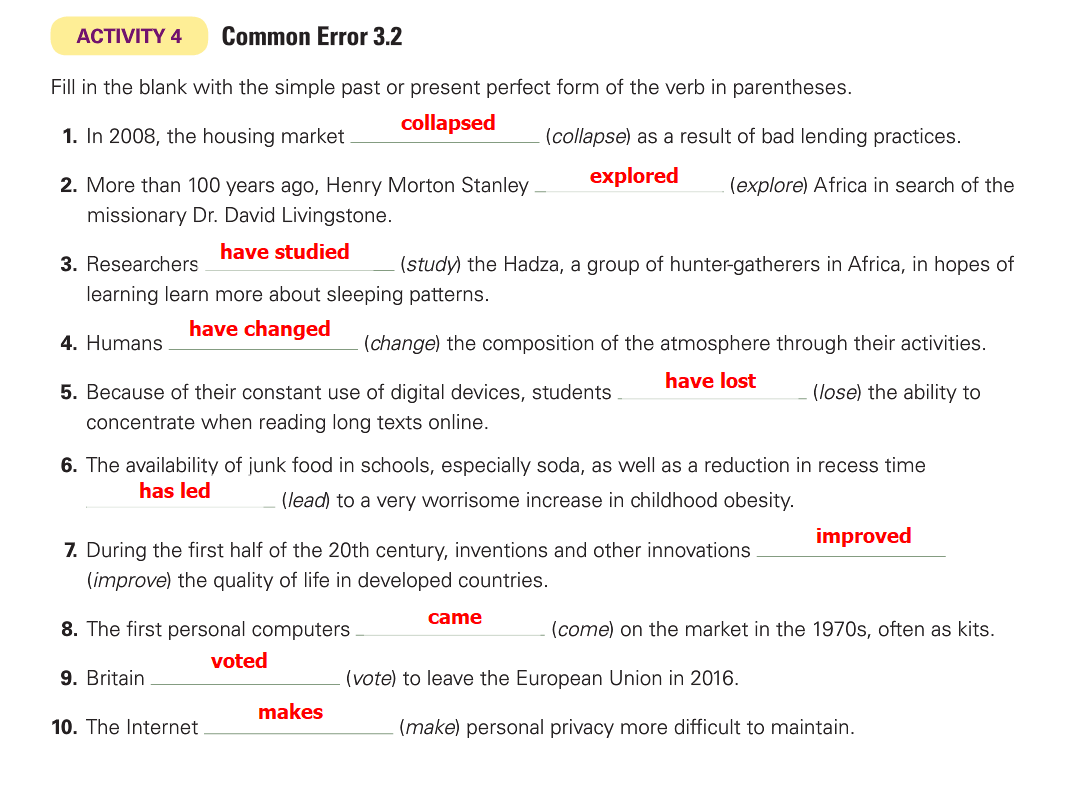 ACTIVITY 4 Common Error 3.2
Fill in the blank with the simple past or present perfect form of the verb in parentheses.
1. In 2008, the housing market collapsed (collapse) as a result of bad lending practices.
2. More than 100 years ago, Henry Morton Stanley explored (explore) Africa in search of the
missionary Dr. David Livingstone.
3. Researchers have studied (study) the Hadza, a group of hunter-gatherers in Africa, in hopes of
learning learn more about sleeping patterns.
4. Humans have changed (change) the composition of the atmosphere through their activities.
5. Because of their constant use of digital devices, students have lost (lose) the ability to
concentrate when reading long texts online.
6. The availability of junk food in schools, especially soda, as well as a reduction in recess time
has led (lead) to a very worrisome increase in childhood obesity.
7. During the first half of the 20th century, inventions and other innovations improved
(improve) the quality of life in developed countries.
8. The first personal computers came (come) on the market in the 1970s, often as kits.
9. Britain voted (vote) to leave the European Union in 2016.
10. The Internet makes (make) personal privacy more difficult to maintain.